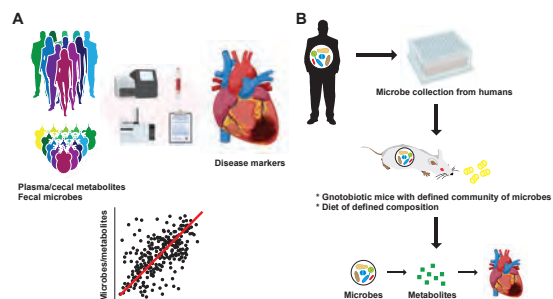 A
Plasma/cecal metabolites
Fecal microbes
Disease markers
Microbes/metabolites
B
Microbe collection from humans
* Gnotobiotic mice with defined community of microbes
* Diet of defined composition
Microbes
Metabolites